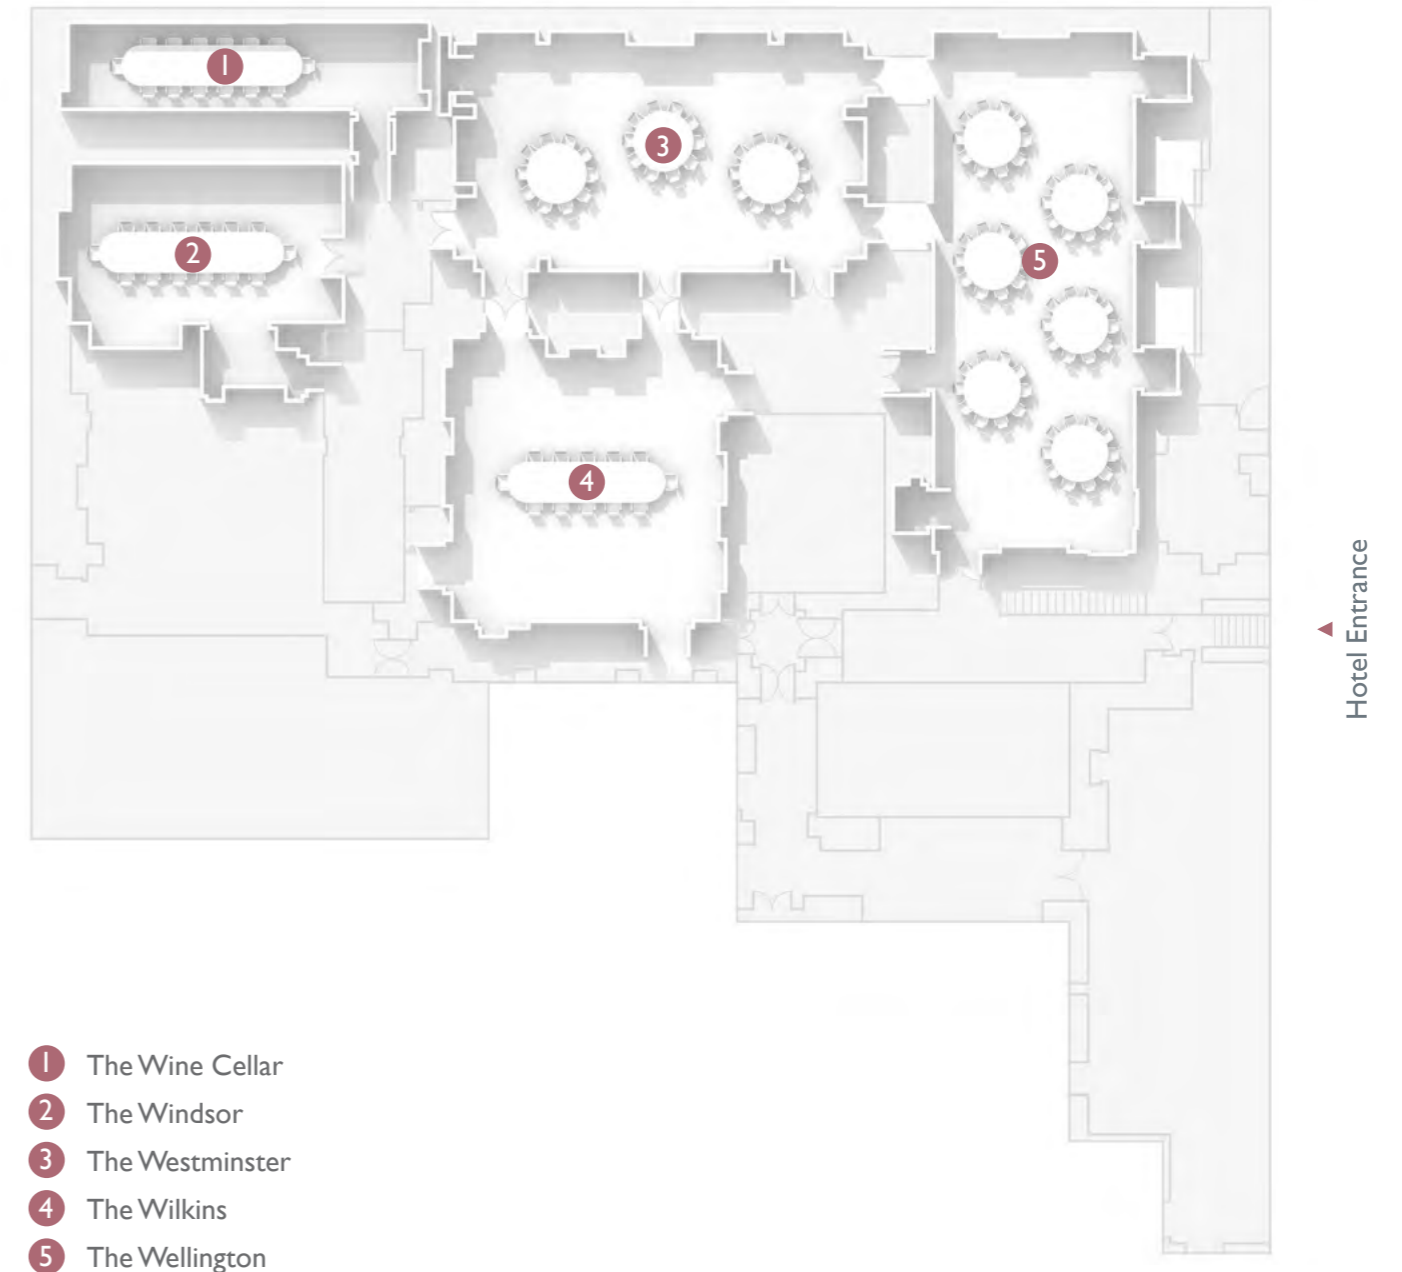 1
2
3
5
4
Hotel Entrance
1 The Wine Cellar
2 The Windsor
3 The Westminster
4 The Wilkins
5 The Wellington